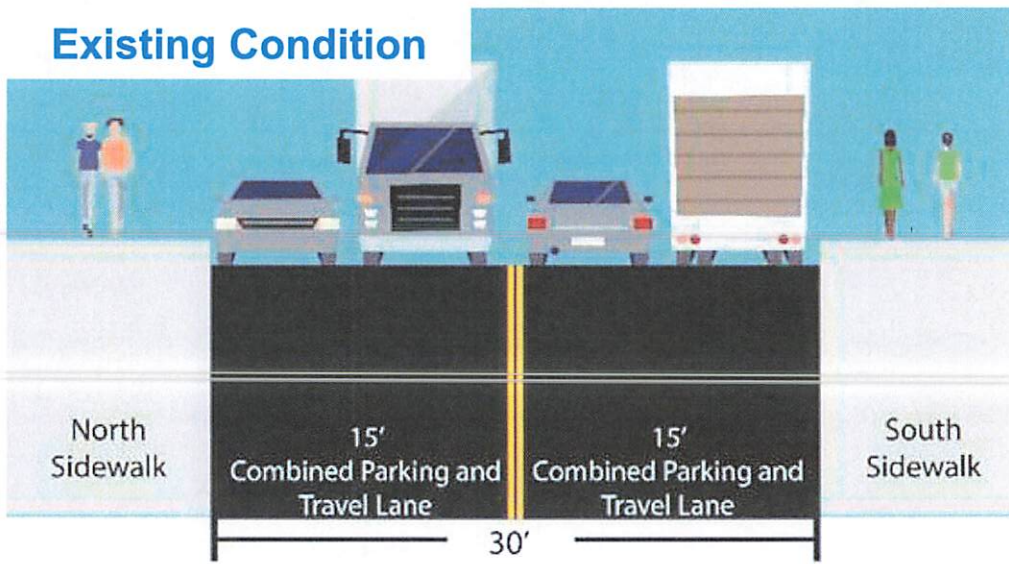 Existing Condition
North
Sidewalk
15'
Combined Parking and
Travel Lane
15'
Combined Parking and
Travel Lane
South
Sidewalk
30'